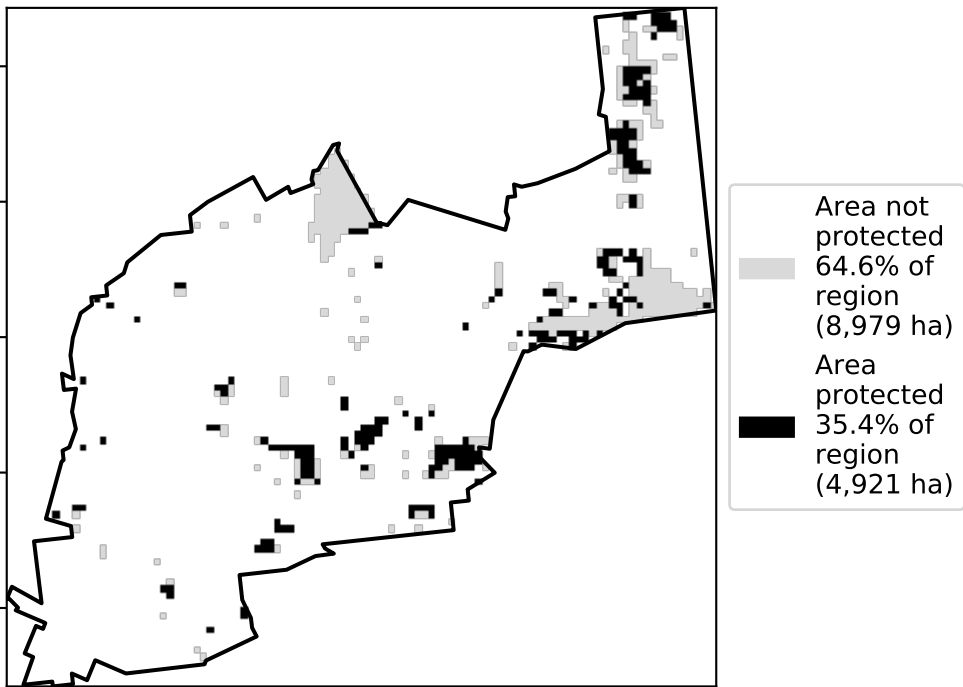 Area not
protected
64.6% of
region
(8,979 ha)
Area
protected
35.4% of
region
(4,921 ha)